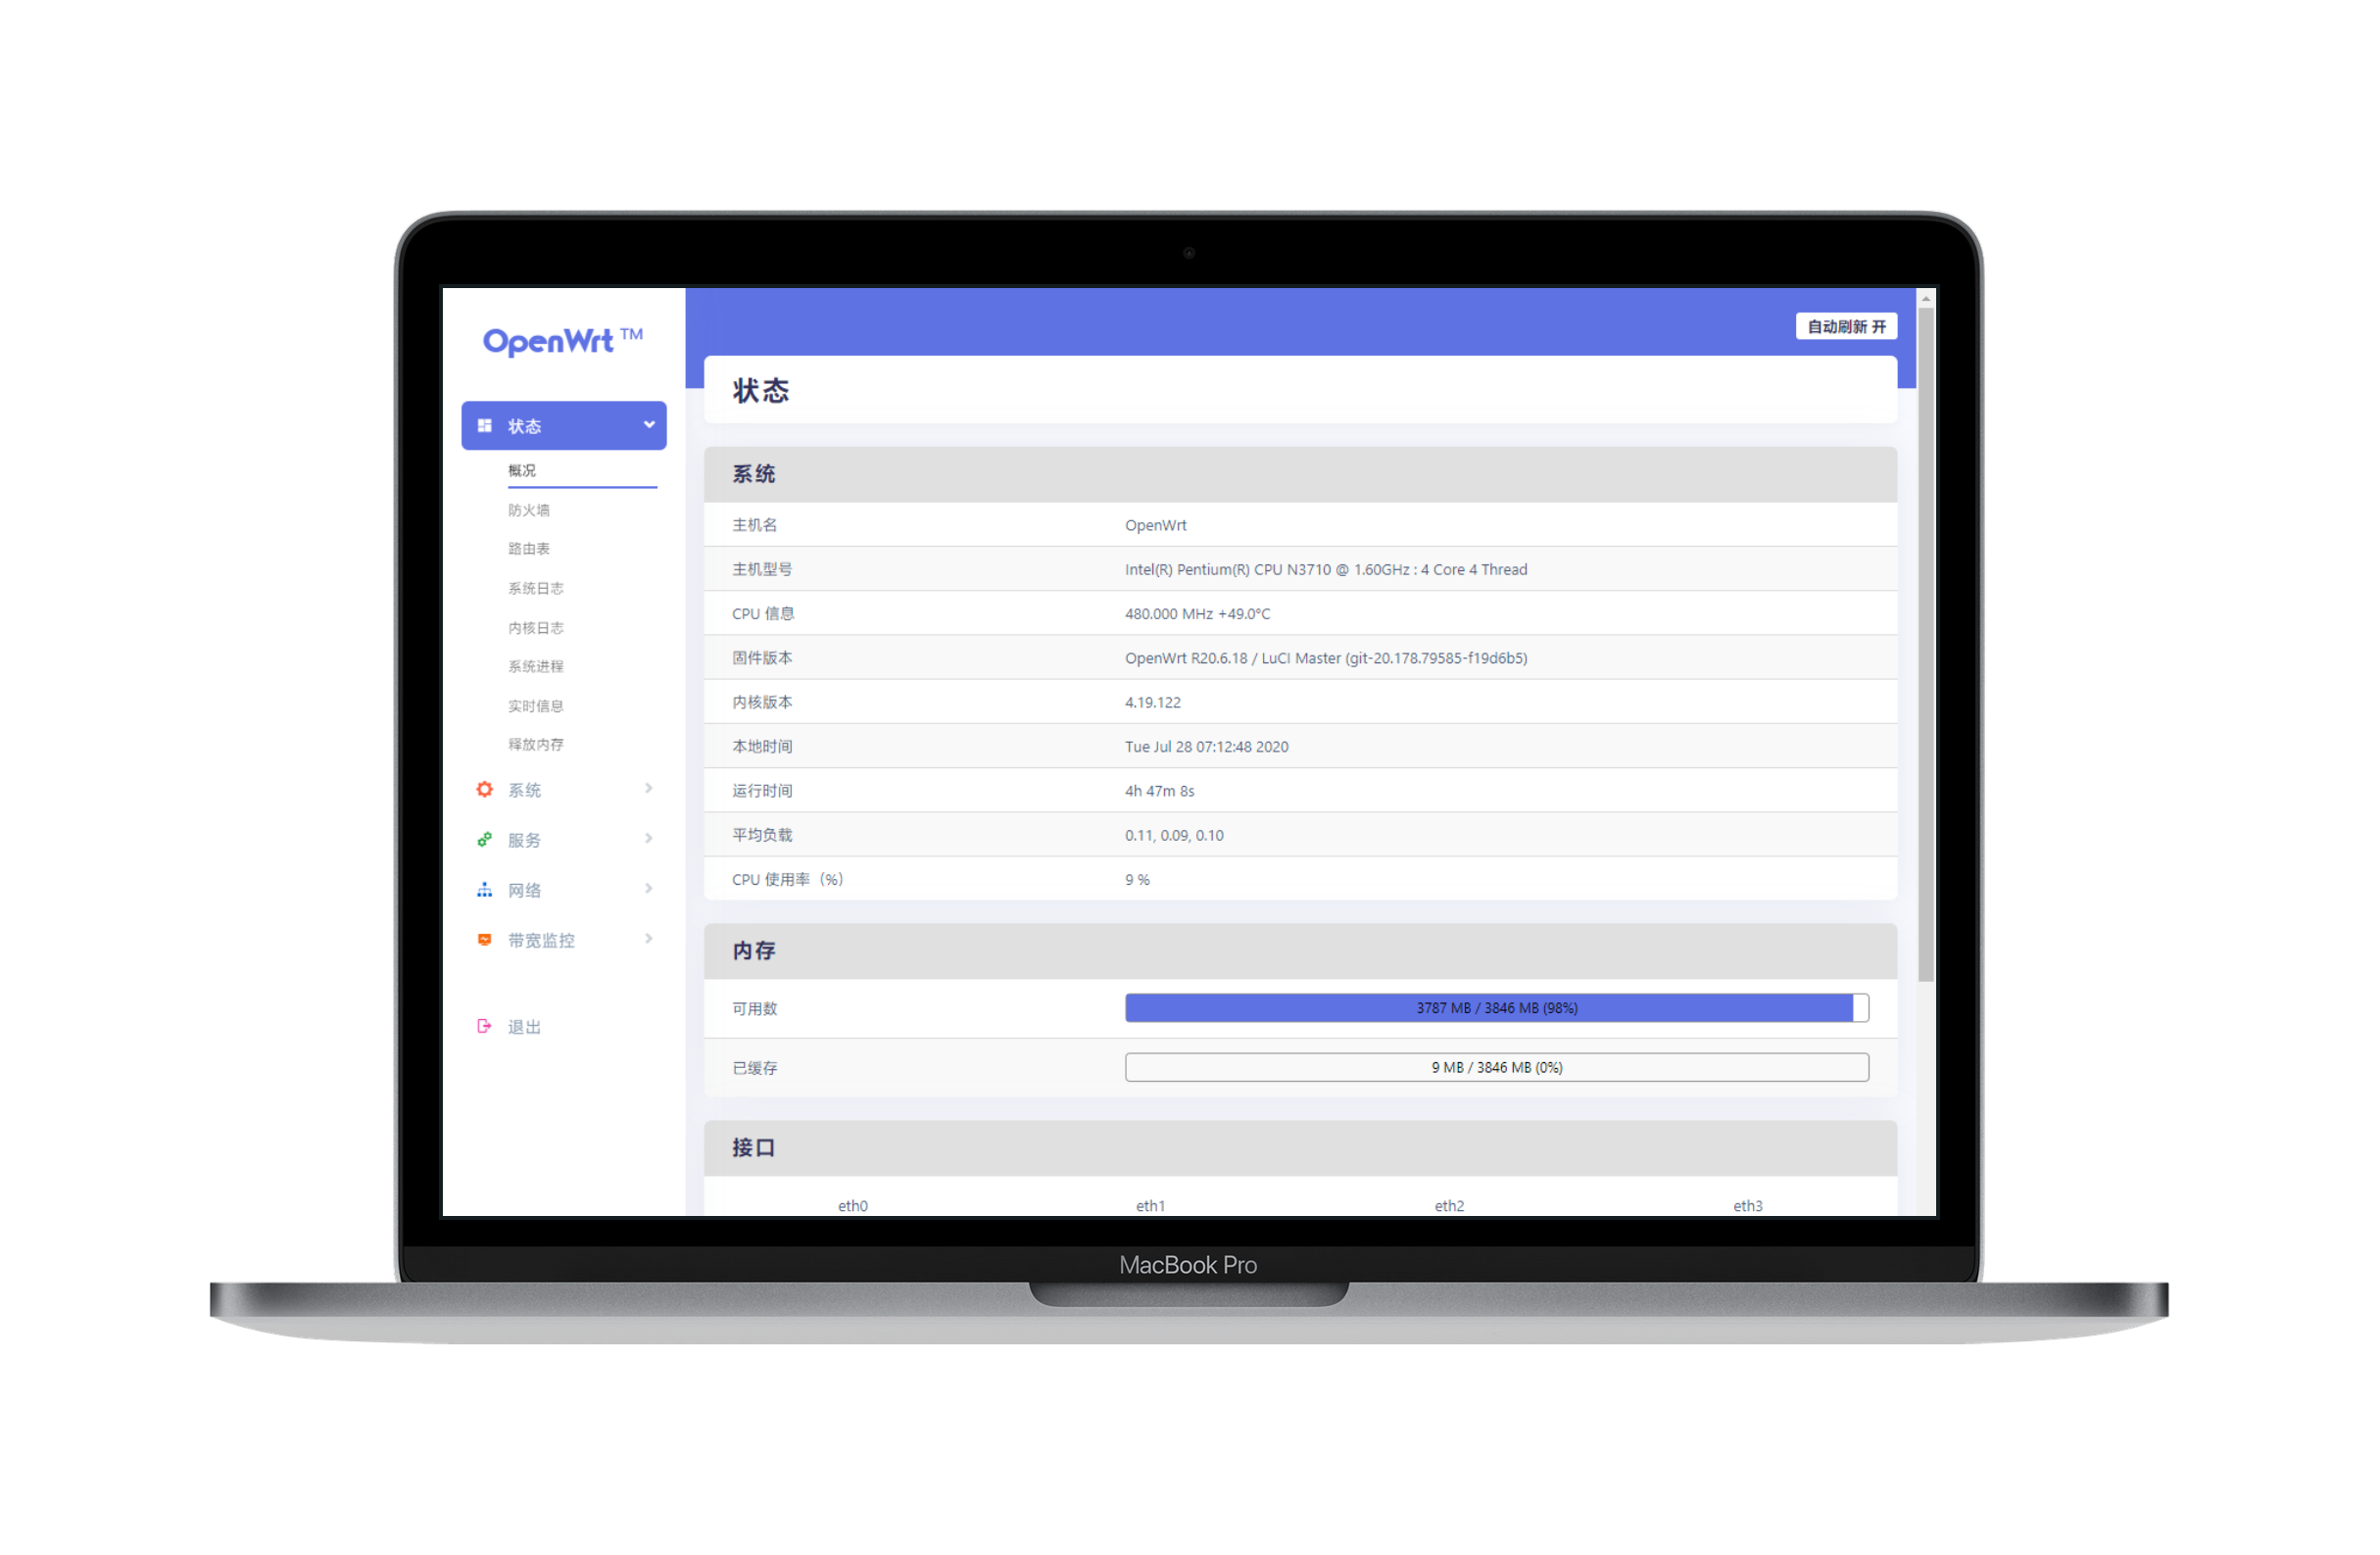 OpenWrt ™
自动刷新 开
状态
概况
防火墙
路由表
系统日志
内核日志
系统进程
实时信息
释放内存
系统
服务
网络
带宽监控
退出
状态
系统
主机名 OpenWrt
主机型号 Intel(R) Pentium(R) CPU N3710 @ 1.60GHz : 4 Core 4 Thread
CPU 信息 480.000 MHz +49.0°C
固件版本 OpenWrt R20.6.18 / LuCI Master (git-20.178.79585-f19d6b5)
内核版本 4.19.122
本地时间 Tue Jul 28 07:12:48 2020
运行时间 4h 47m 8s
平均负载 0.11, 0.09, 0.10
CPU 使用率（%） 9 %
内存
可用数 3787 MB / 3846 MB (98%)
已缓存 9 MB / 3846 MB (0%)
接口
eth0 eth1 eth2 eth3
MacBook Pro